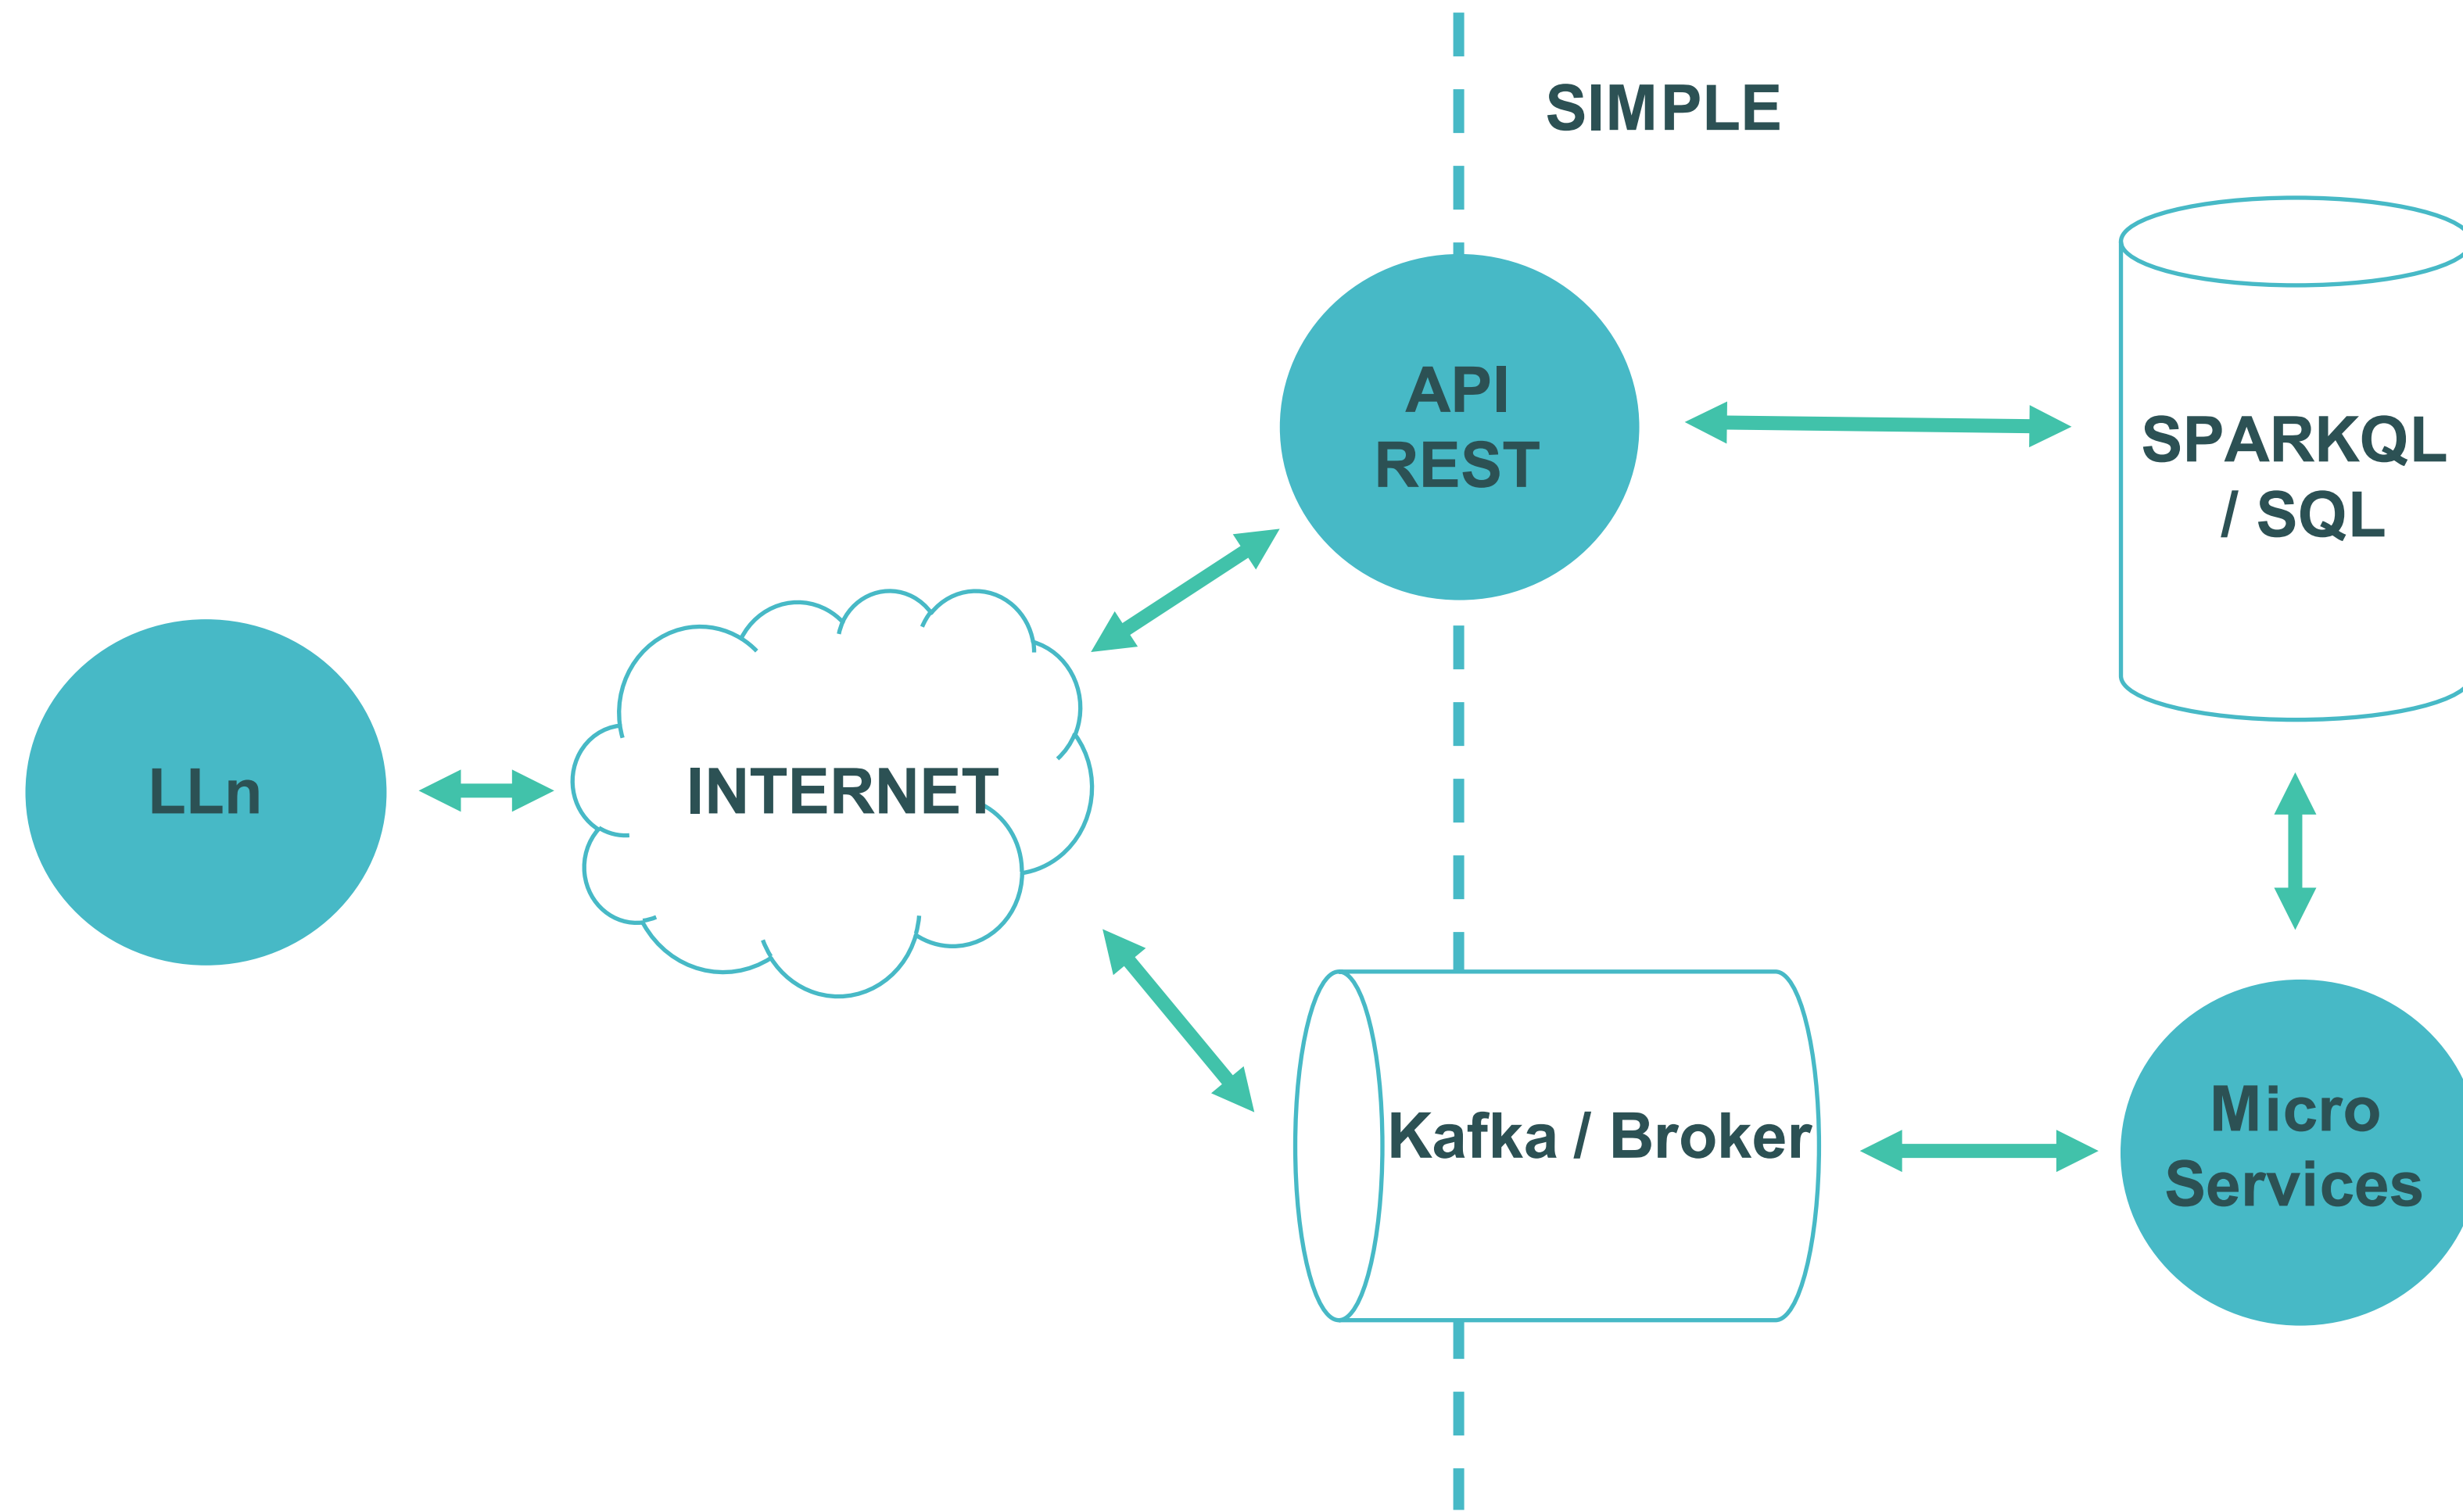 SIMPLE
API
REST
SPARKQL
/ SQL
LLn
INTERNET
Kafka / Broker
Micro
Services